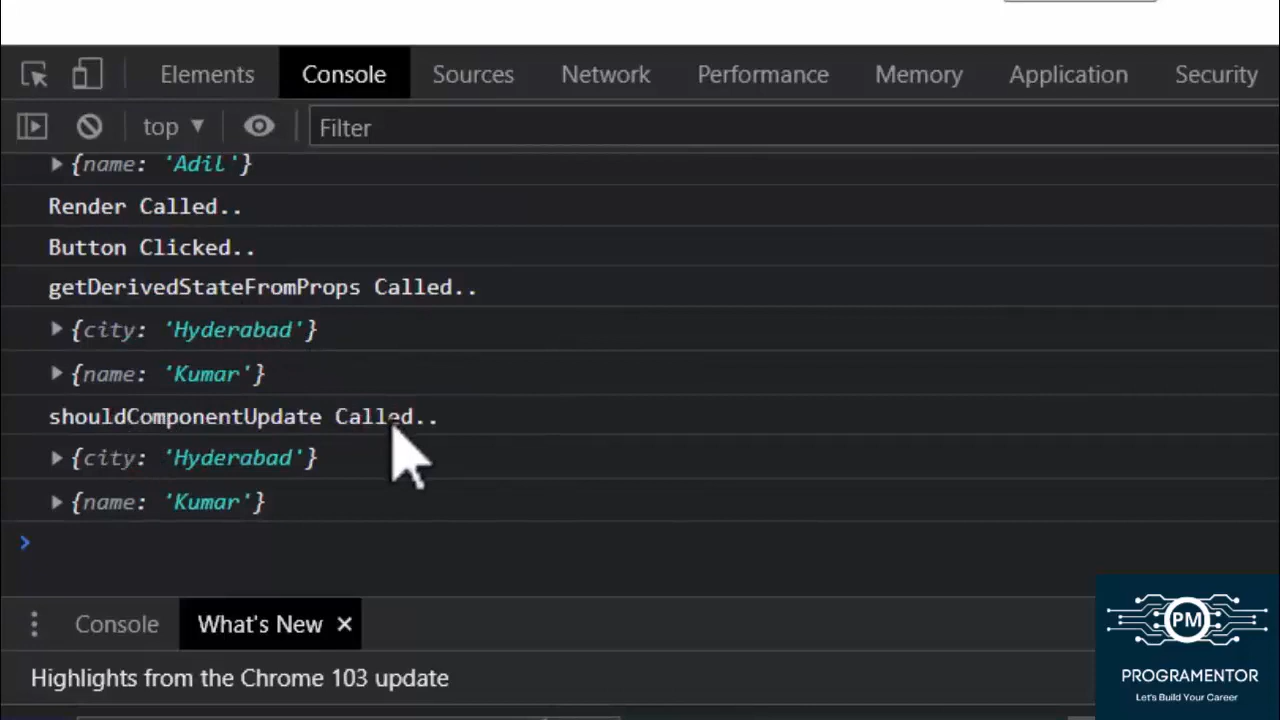 Elements Console Sources Network Performance Memory Application Security
top Filter
{name: 'Adil'}
Render Called..
Button Clicked..
getDerivedStateFromProps Called..
{city: 'Hyderabad'}
{name: 'Kumar'}
shouldComponentUpdate Called..
{city: 'Hyderabad'}
{name: 'Kumar'}
Console What's New
Highlights from the Chrome 103 update
PM
PROGRAMENTOR
Let's Build Your Career